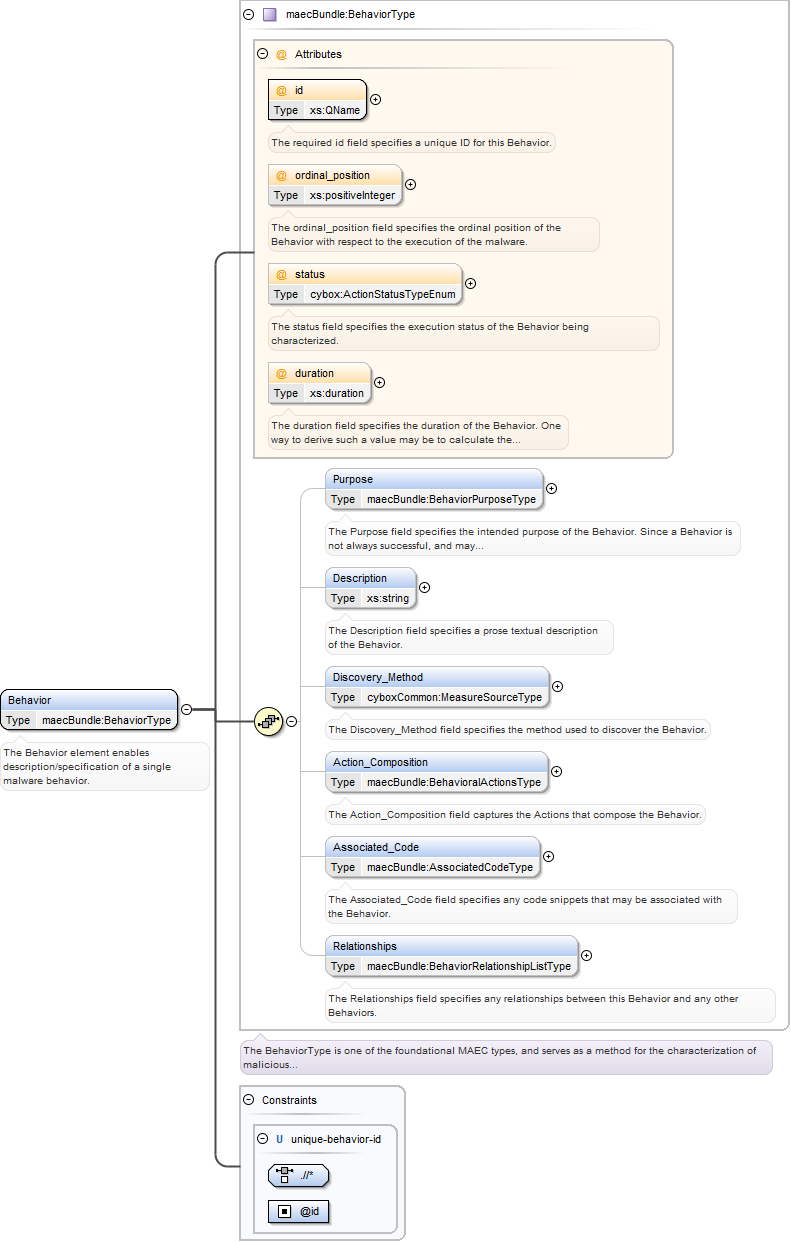 maecBundle:BehaviorType
@ Attributes
@ id
Type xs:QName
The required id field specifies a unique ID for this Behavior.
@ ordinal_position
Type xs:positiveInteger
The ordinal_position field specifies the ordinal position of the
Behavior with respect to the execution of the malware.
@ status
Type cybox:ActionStatusTypeEnum
The status field specifies the execution status of the Behavior being
characterized.
@ duration
Type xs:duration
The duration field specifies the duration of the Behavior. One
way to derive such a value may be to calculate the...
Purpose
Type maecBundle:BehaviorPurposeType
The Purpose field specifies the intended purpose of the Behavior. Since a Behavior is
not always successful, and may...
Description
Type xs:string
The Description field specifies a prose textual description
of the Behavior.
Discovery_Method
Type cyboxCommon:MeasureSourceType
The Discovery_Method field specifies the method used to discover the Behavior.
Behavior
Type maecBundle:BehaviorType
The Behavior element enables
description/specification of a single
malware behavior.
Action_Composition
Type maecBundle:BehavioralActionsType
The Action_Composition field captures the Actions that compose the Behavior.
Associated_Code
Type maecBundle:AssociatedCodeType
The Associated_Code field specifies any code snippets that may be associated with
the Behavior.
Relationships
Type maecBundle:BehaviorRelationshipListType
The Relationships field specifies any relationships between this Behavior and any other
Behaviors.
The BehaviorType is one of the foundational MAEC types, and serves as a method for the characterization of
malicious...
Constraints
U unique-behavior-id
.//*
@id